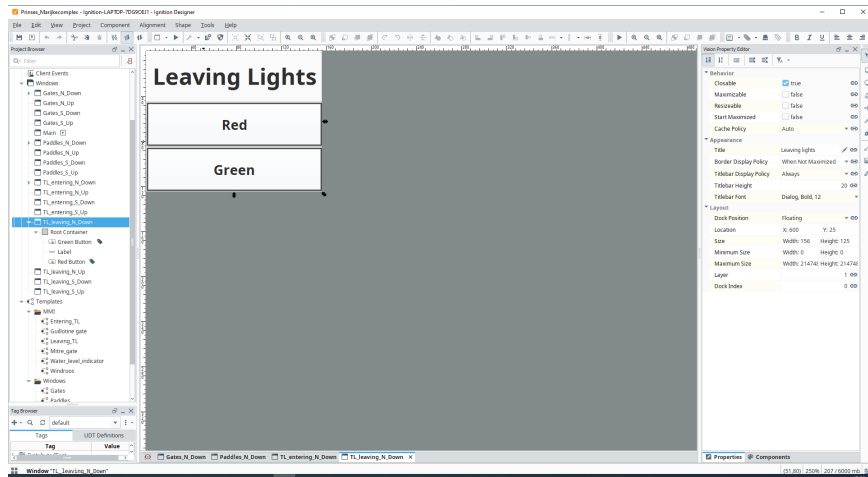 Prinses_Marijkecomplex - Ignition-LAPTOP-7DG9OEI1 - Ignition Designer
File Edit View Project Component Alignment Shape Tools Help
Project Browser
Filter
Client Events
Windows
Gates_N_Down
Gates_N_Up
Gates_S_Down
Gates_S_Up
Main
Paddles_N_Down
Paddles_N_Up
Paddles_S_Down
Paddles_S_Up
TL_entering_N_Down
TL_entering_N_Up
TL_entering_S_Down
TL_entering_S_Up
TL_leaving_N_Down
Root Container
Green Button
Label
Red Button
TL_leaving_N_Up
TL_leaving_S_Down
TL_leaving_S_Up
Templates
MMI
Entering_TL
Guillotine gate
Leaving_TL
Mitre_gate
Water_level_indicator
Windroos
Windows
Gates
Paddles
Tag Browser
default
Tags UDT Definitions
Tag Value
Leaving Lights
Red
Green
Gates_N_Down Paddles_N_Down TL_entering_N_Down TL_leaving_N_Down
Vision Property Editor
Behavior
Closable true
Maximizable false
Resizeable false
Start Maximized false
Cache Policy Auto
Appearance
Title Leaving lights
Border Display Policy When Not Maximized
Titlebar Display Policy Always
Titlebar Height 20
Titlebar Font Dialog, Bold, 12
Layout
Dock Position Floating
Location X: 600 Y: 25
Size Width: 156 Height: 125
Minimum Size Width: 0 Height: 0
Maximum Size Width: 214748 Height: 214748
Layer 1
Dock Index 0
Properties Components
Window "TL_leaving_N_Down" (51,80) 250% 207 / 6000 mb